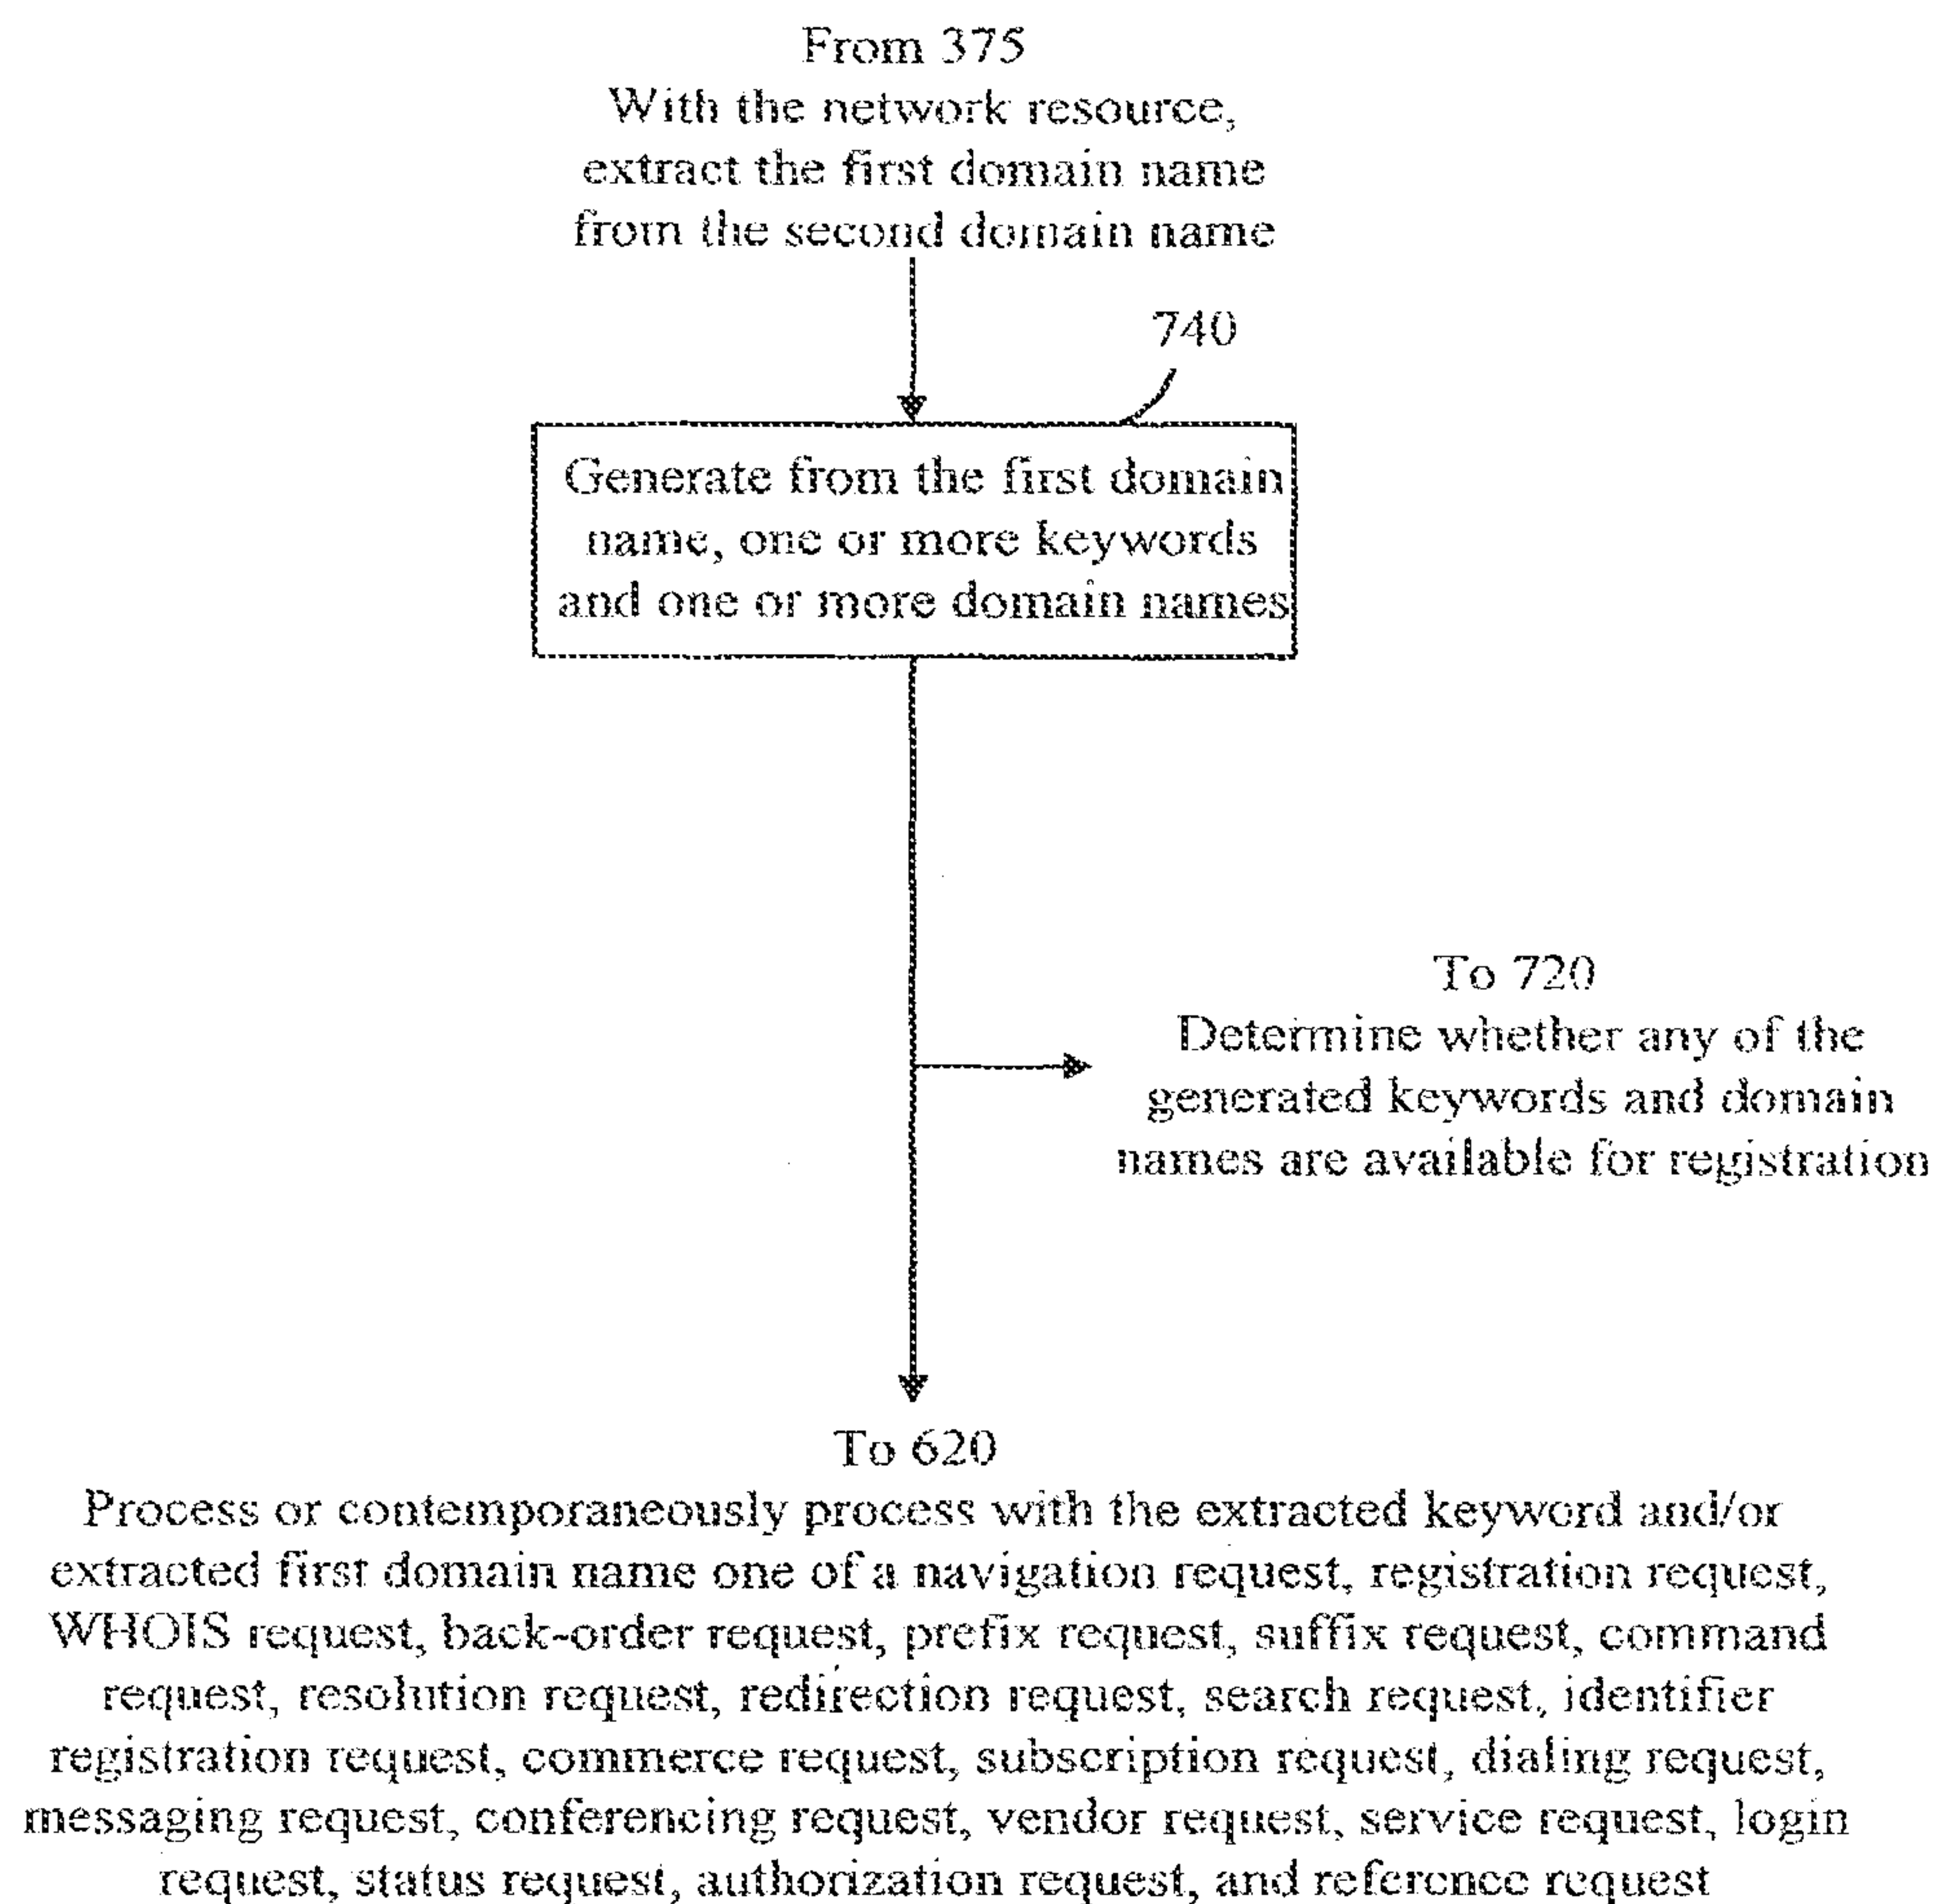 From 375
With the network resource,
extract the first domain name
from the second domain name
740
Generate from the first domain
name, one or more keywords
and one or more domain names
To 720
Determine whether any of the
generated keywords and domain
names are available for registration
To 620
Process or contemporaneously process with the extracted keyword and/or
extracted first domain name one of a navigation request, registration request,
WHOIS request, back-order request, prefix request, suffix request, command
request, resolution request, redirection request, search request, identifier
registration request, commerce request, subscription request, dialing request,
messaging request, conferencing request, vendor request, service request, login
request, status request, authorization request, and reference request